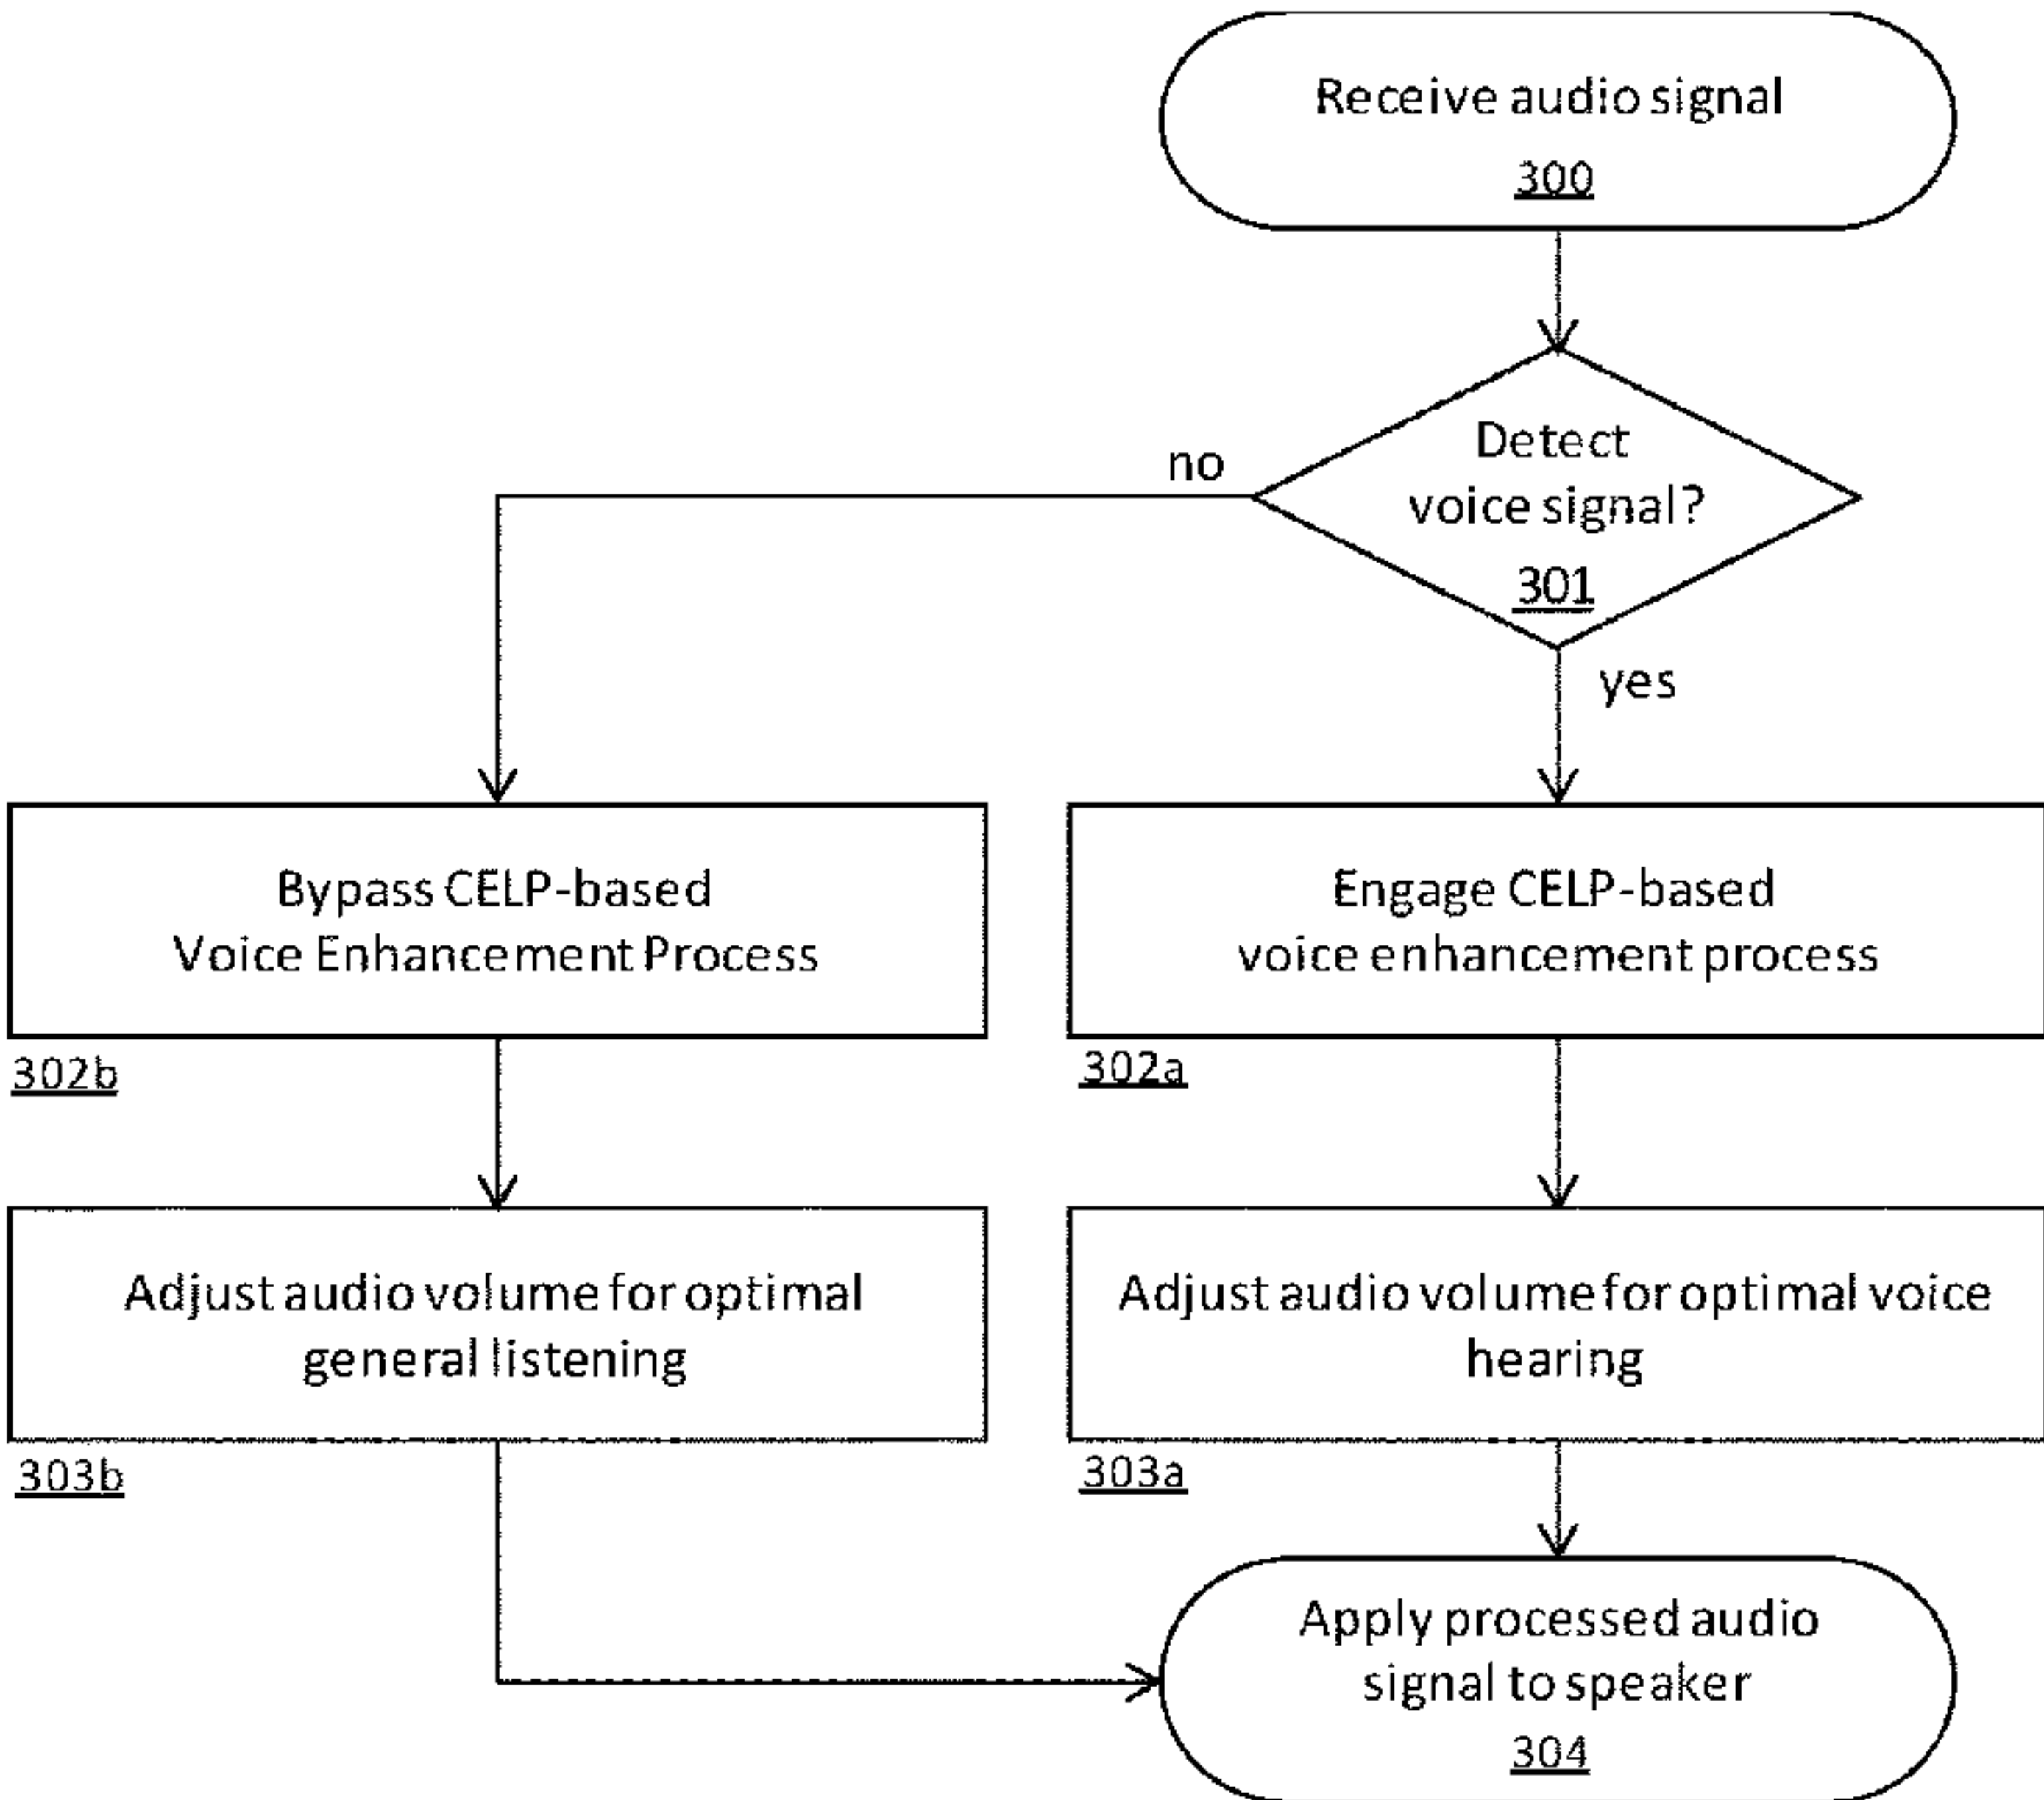 Receive audio signal
300
Detect
voice signal?
301
no
yes
Bypass CELP-based
Voice Enhancement Process
302b
Engage CELP-based
voice enhancement process
302a
Adjust audio volume for optimal
general listening
303b
Adjust audio volume for optimal voice
hearing
303a
Apply processed audio
signal to speaker
304